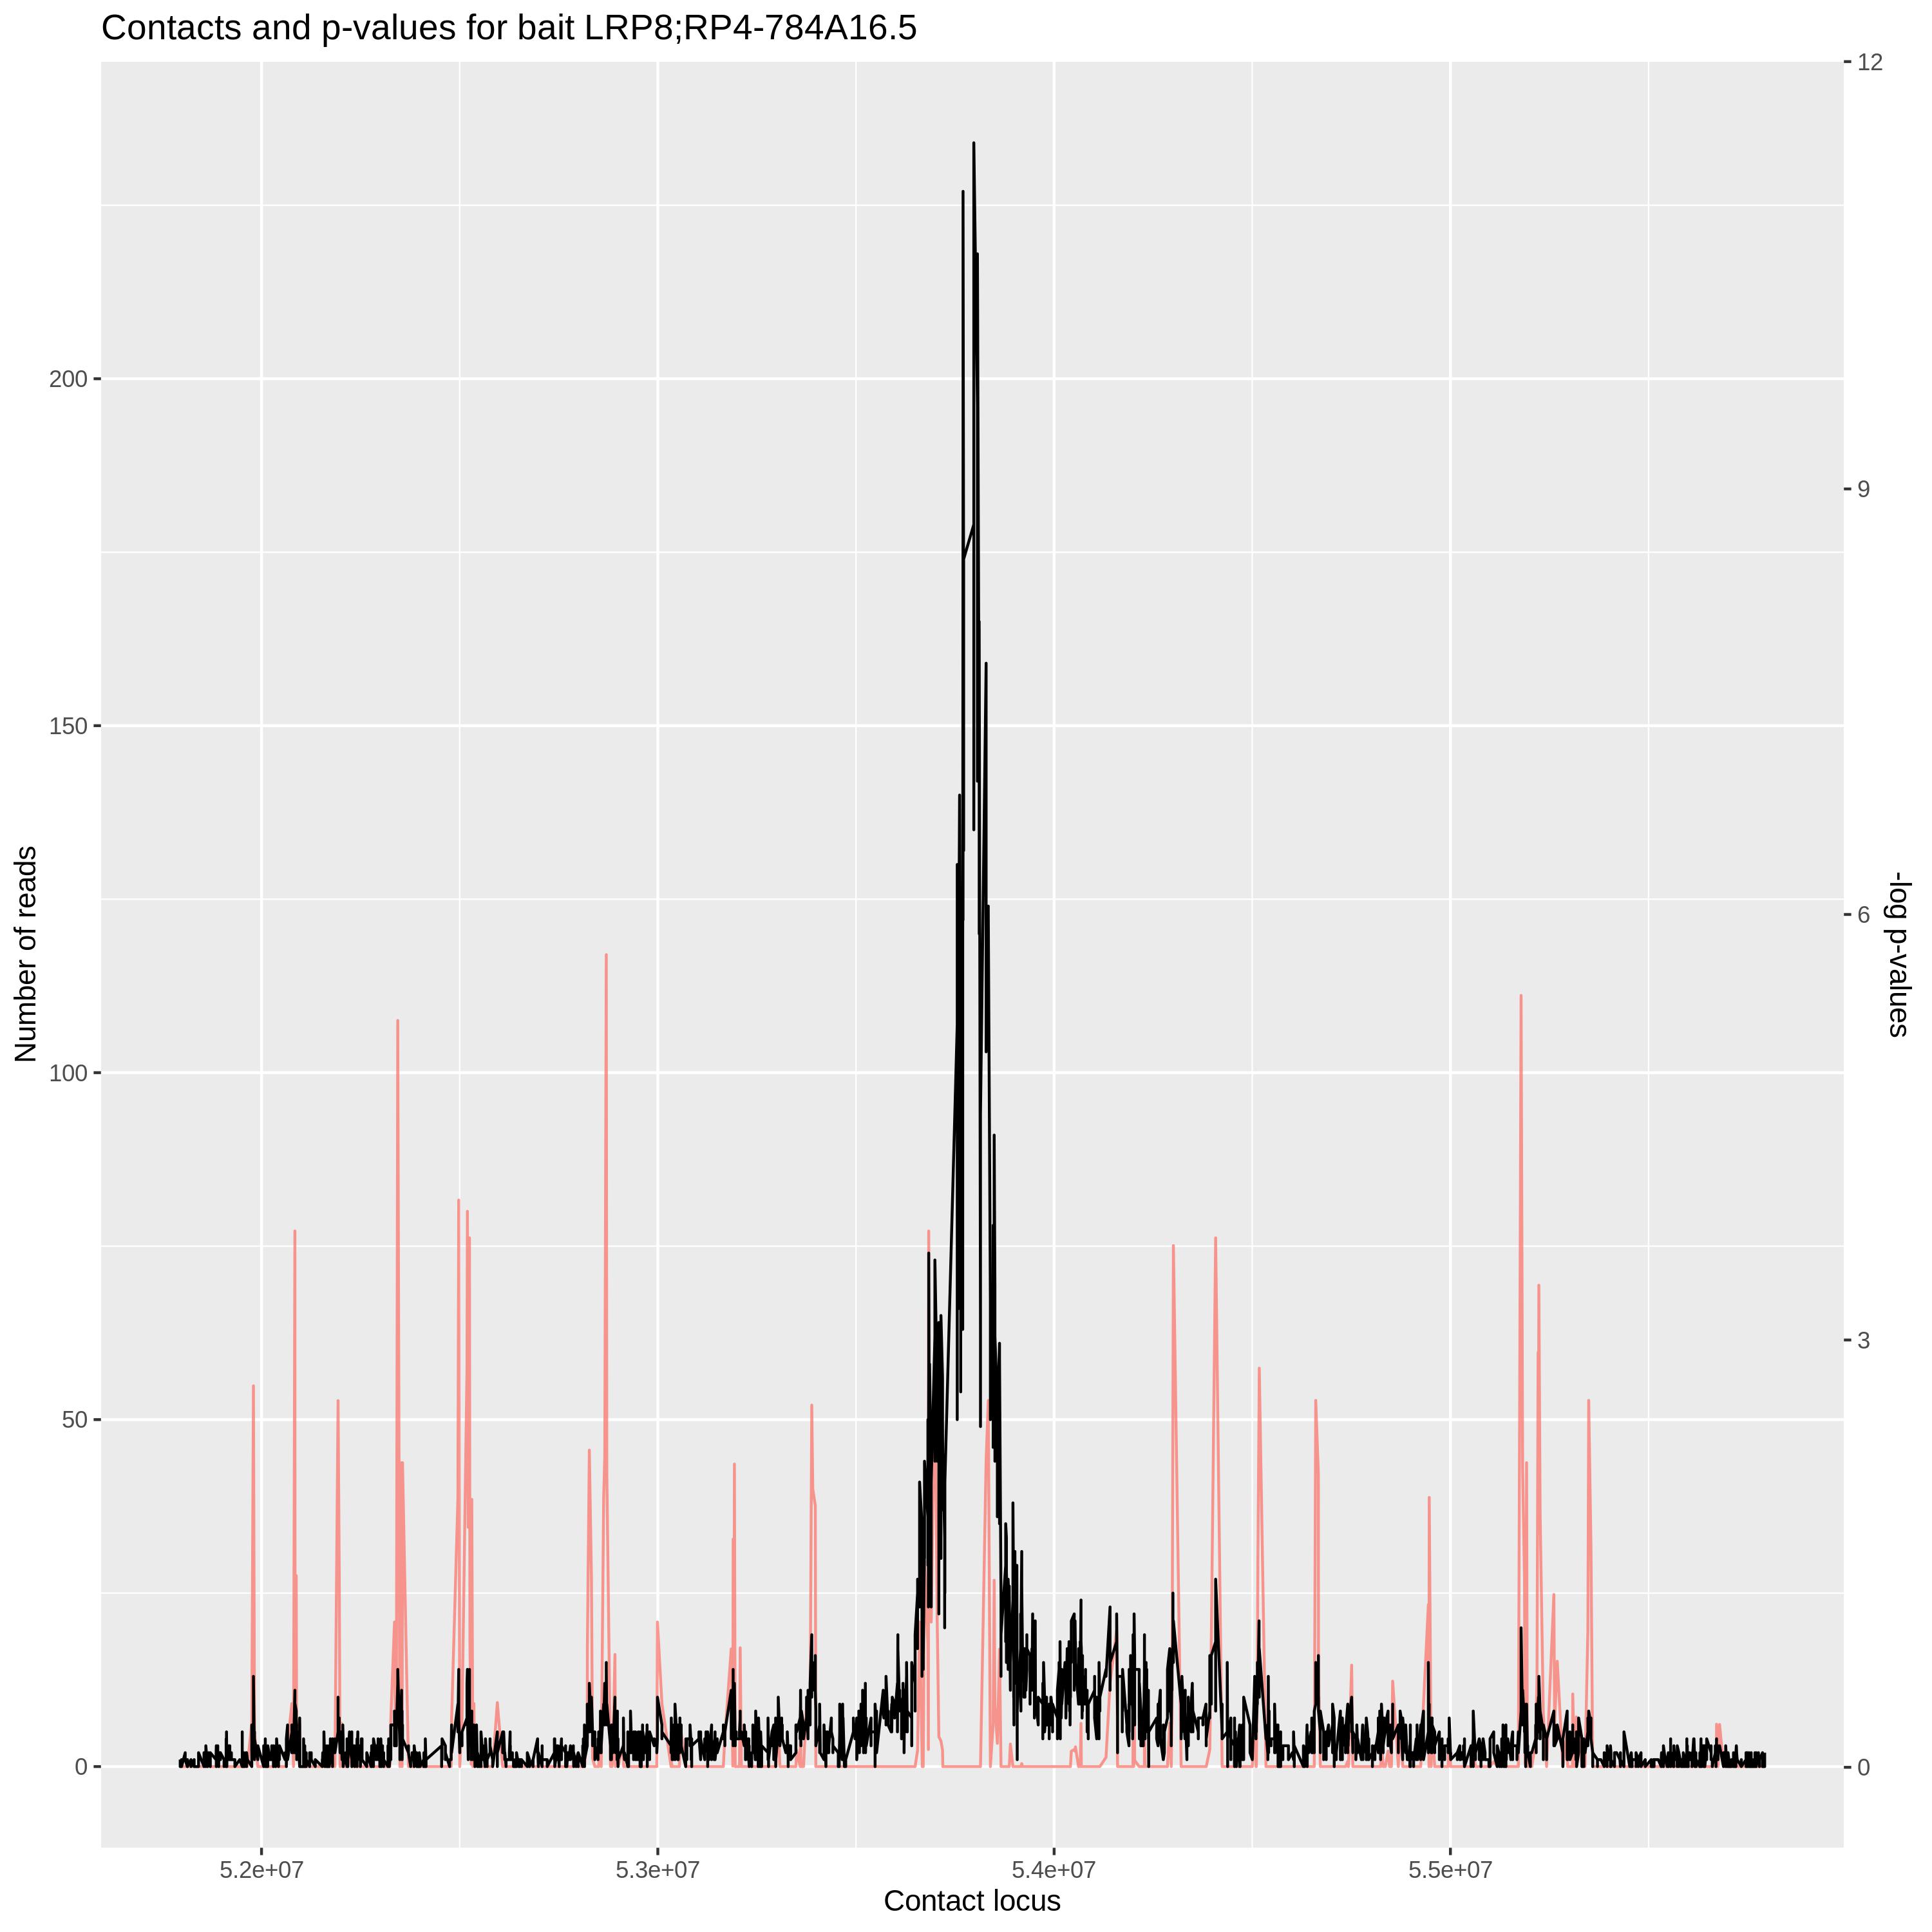 Contacts and p-values for bait LRP8;RP4-784A16.5
12
9
6
3
0
-log p-values
200
150
100
50
0
Number of reads
5.2e+07
5.3e+07
5.4e+07
5.5e+07
Contact locus